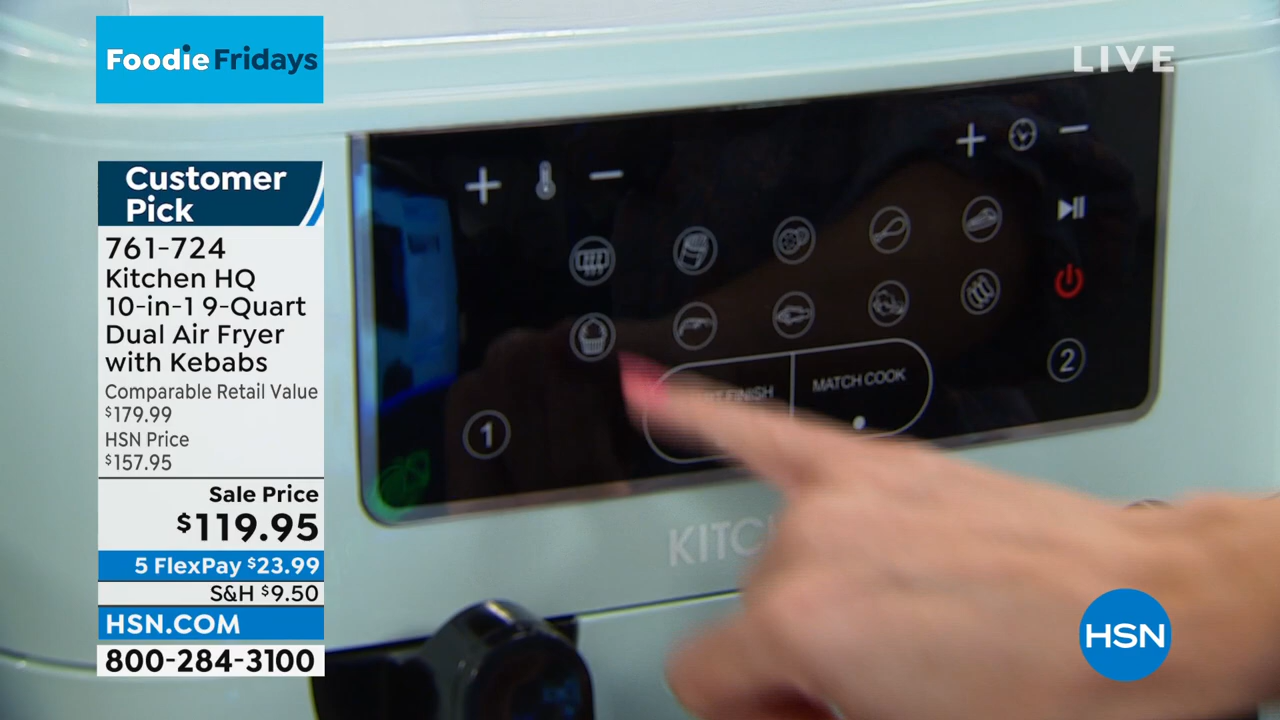 Foodie Fridays
LIVE
Customer
Pick
761-724
Kitchen HQ
10-in-1 9-Quart
Dual Air Fryer
with Kebabs
Comparable Retail Value
$179.99
HSN Price
$157.95
Sale Price
$119.95
5 FlexPay $23.99
S&H $9.50
HSN.COM
800-284-3100
FINISH
MATCH COOK
1
2
KITC
HSN